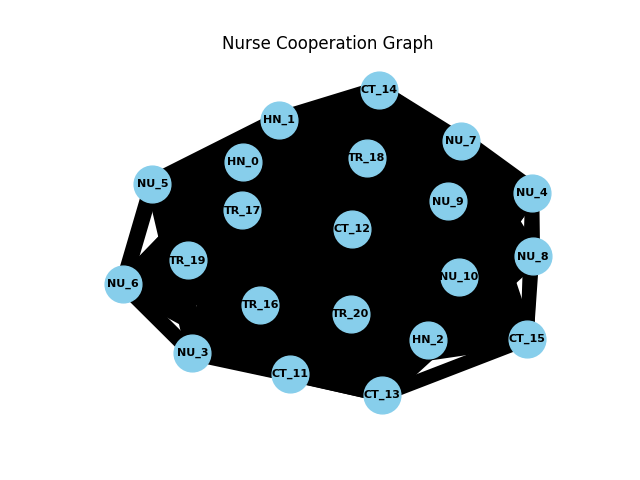 Nurse Cooperation Graph
CT_14
HN_1
NU_7
TR_18
HN_0
NU_5
NU_4
NU_9
TR_17
CT_12
NU_8
TR_19
NU_10
NU_6
TR_16
TR_20
CT_15
HN_2
NU_3
CT_11
CT_13